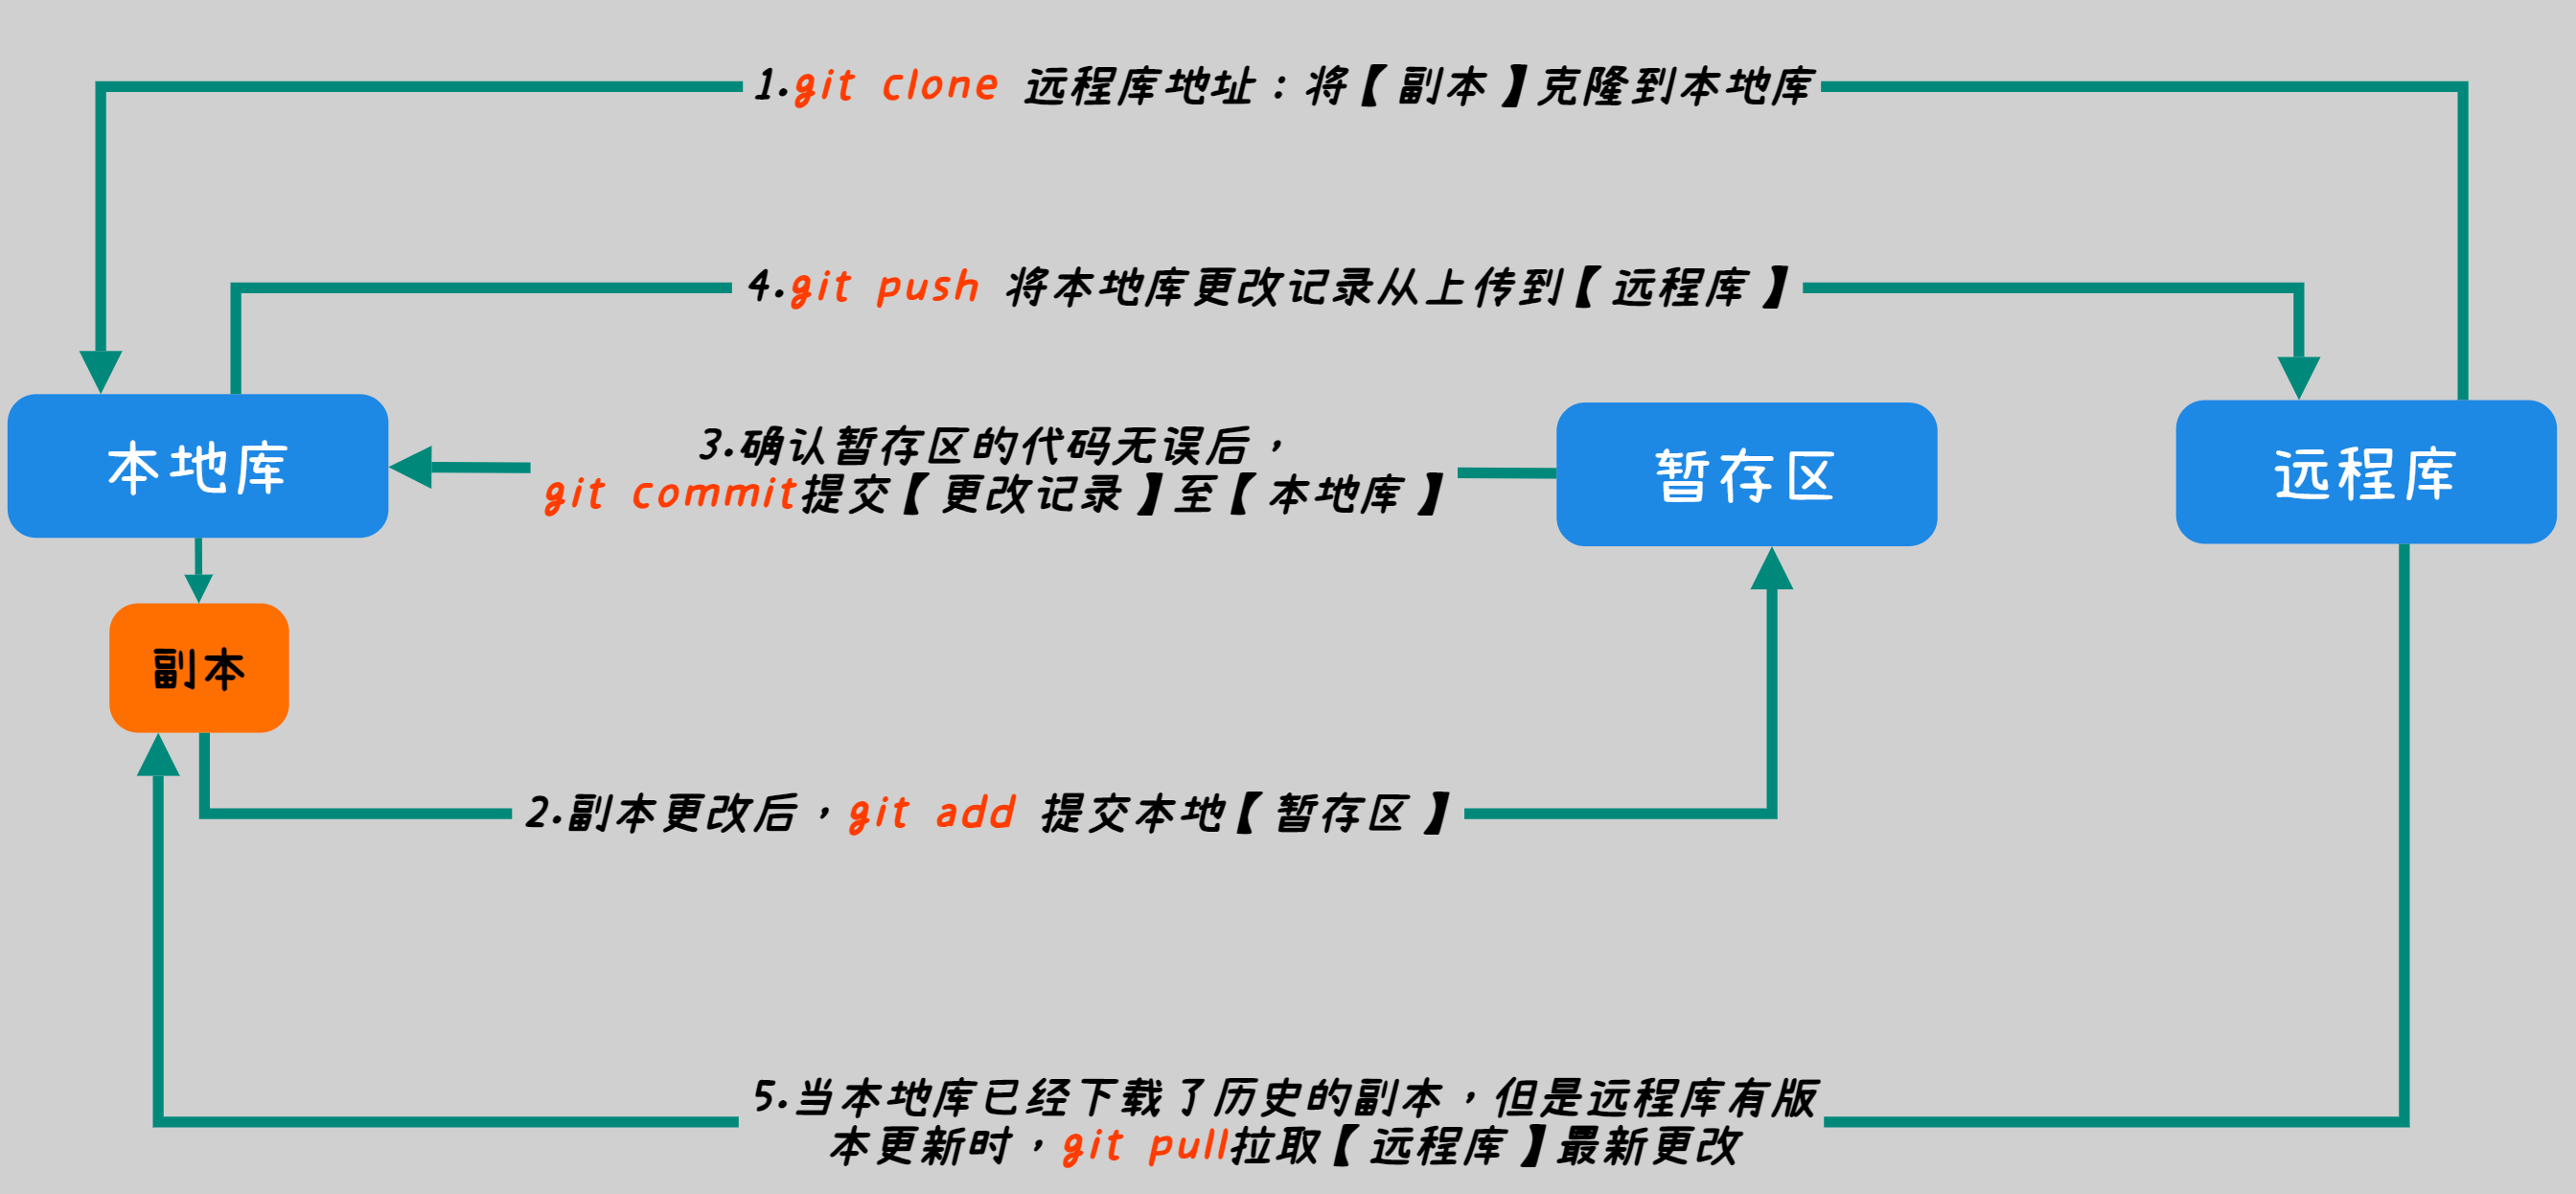 1.git clone 远程库地址：将【副本】克隆到本地库
4.git push 将本地库更改记录从上传到【远程库】
本地库
3.确认暂存区的代码无误后，
git commit提交【更改记录】至【本地库】
暂存区
远程库
副本
2.副本更改后，git add 提交本地【暂存区】
5.当本地库已经下载了历史的副本，但是远程库有版
本更新时，git pull拉取【远程库】最新更改